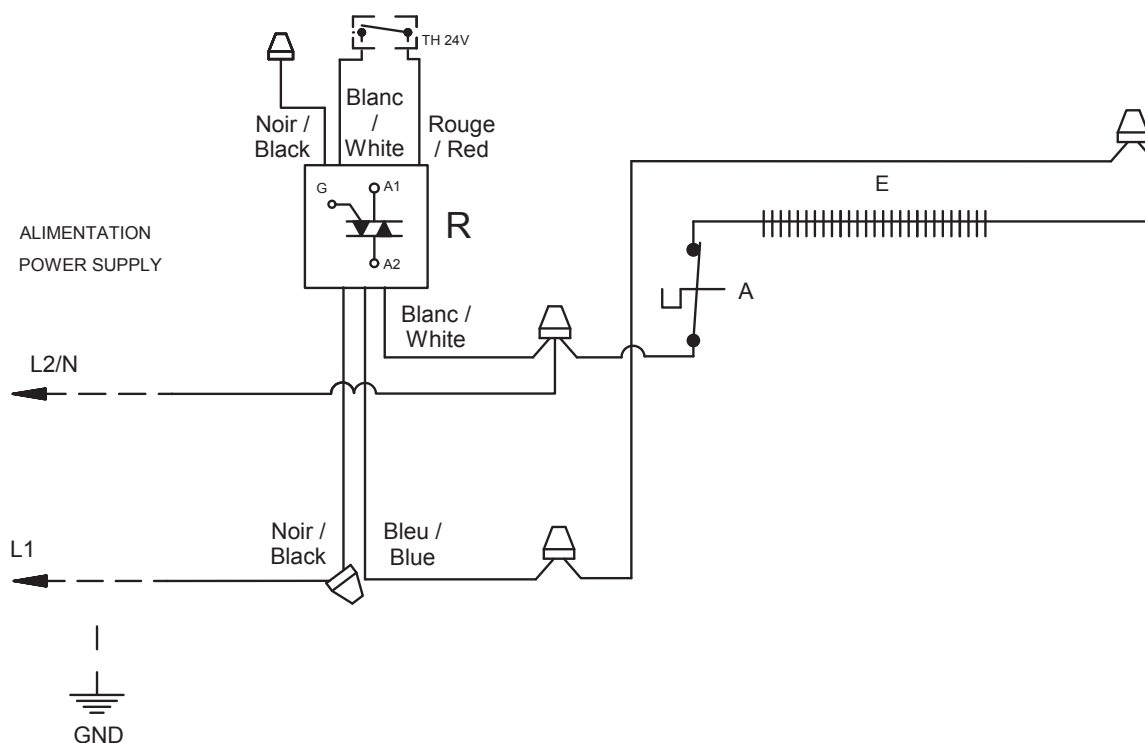 TH 24V
Blanc
/
White
Noir /
Black
Rouge
/ Red
G
A1
R
A2
E
ALIMENTATION
POWER SUPPLY
A
Blanc /
White
L2/N
Noir /
Black
Bleu /
Blue
L1
GND